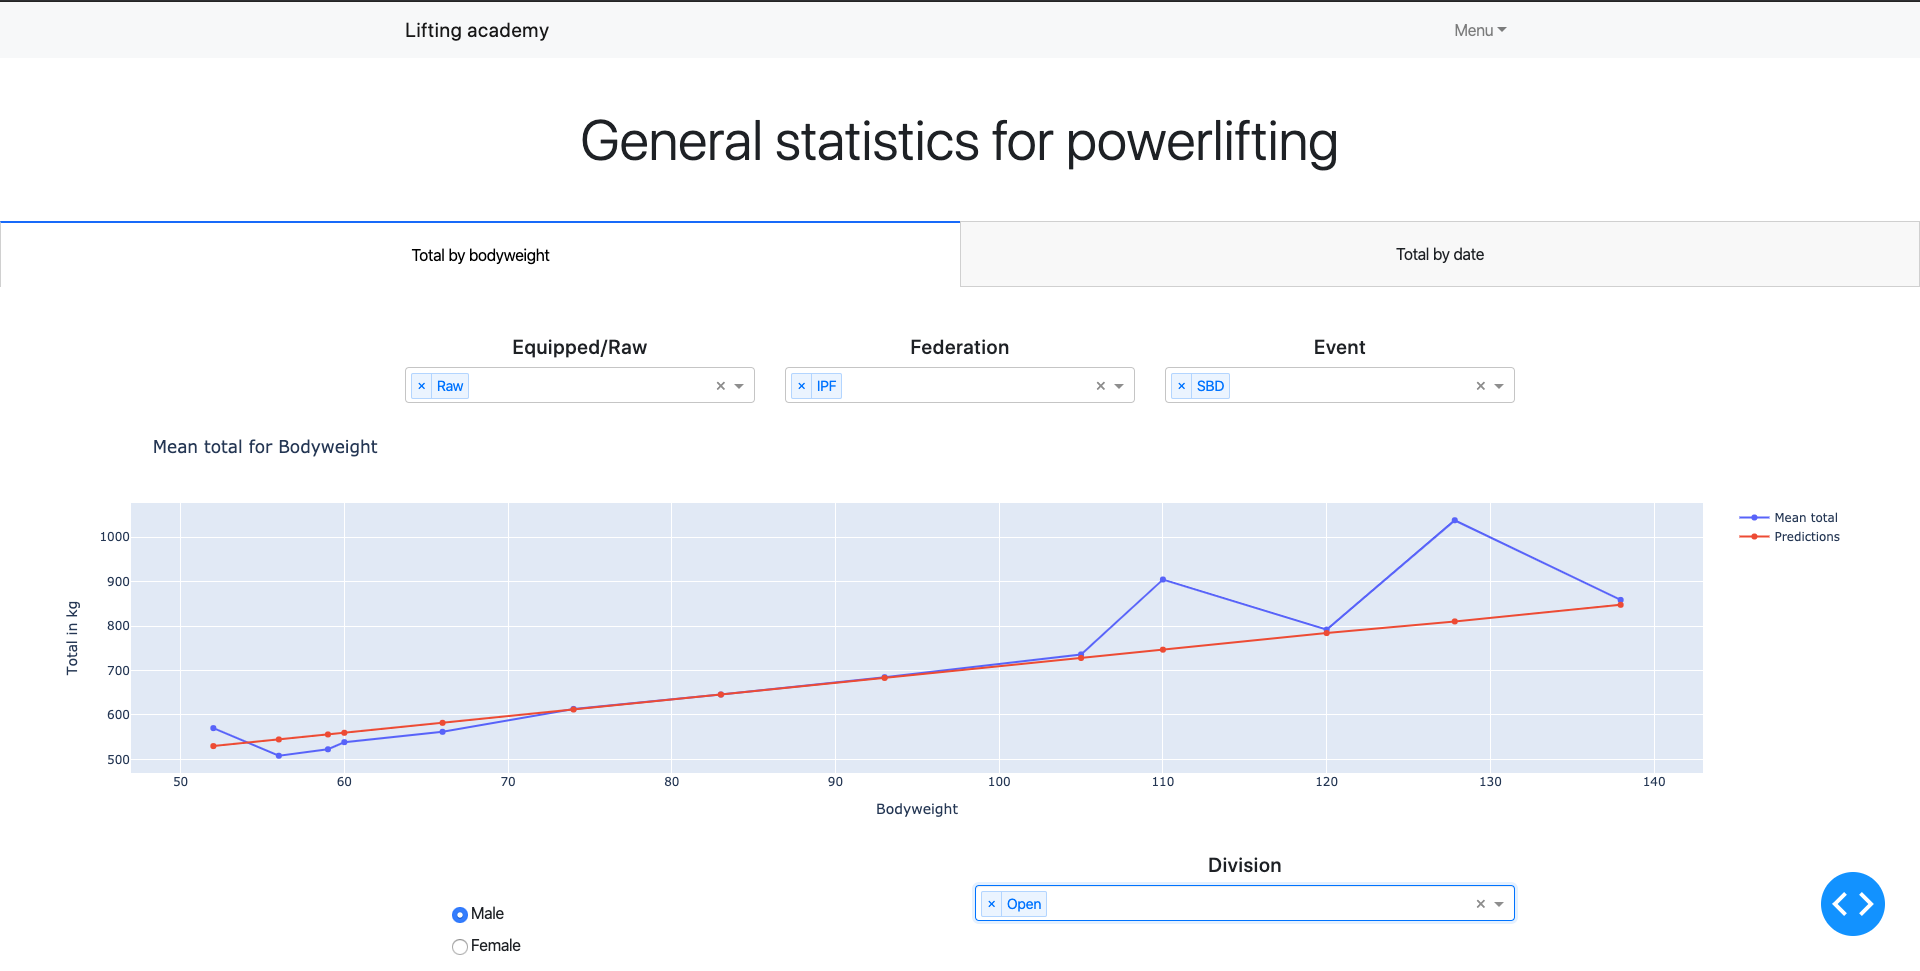 Lifting academy
Menu
General statistics for powerlifting
Total by bodyweight
Total by date
Equipped/Raw
Federation
Event
× Raw ×
× IPF ×
× SBD ×
Mean total for Bodyweight
Mean total
Predictions
Total in kg
1000
900
800
700
600
500
50 60 70 80 90 100 110 120 130 140
Bodyweight
Division
× Open ×
Male
Female